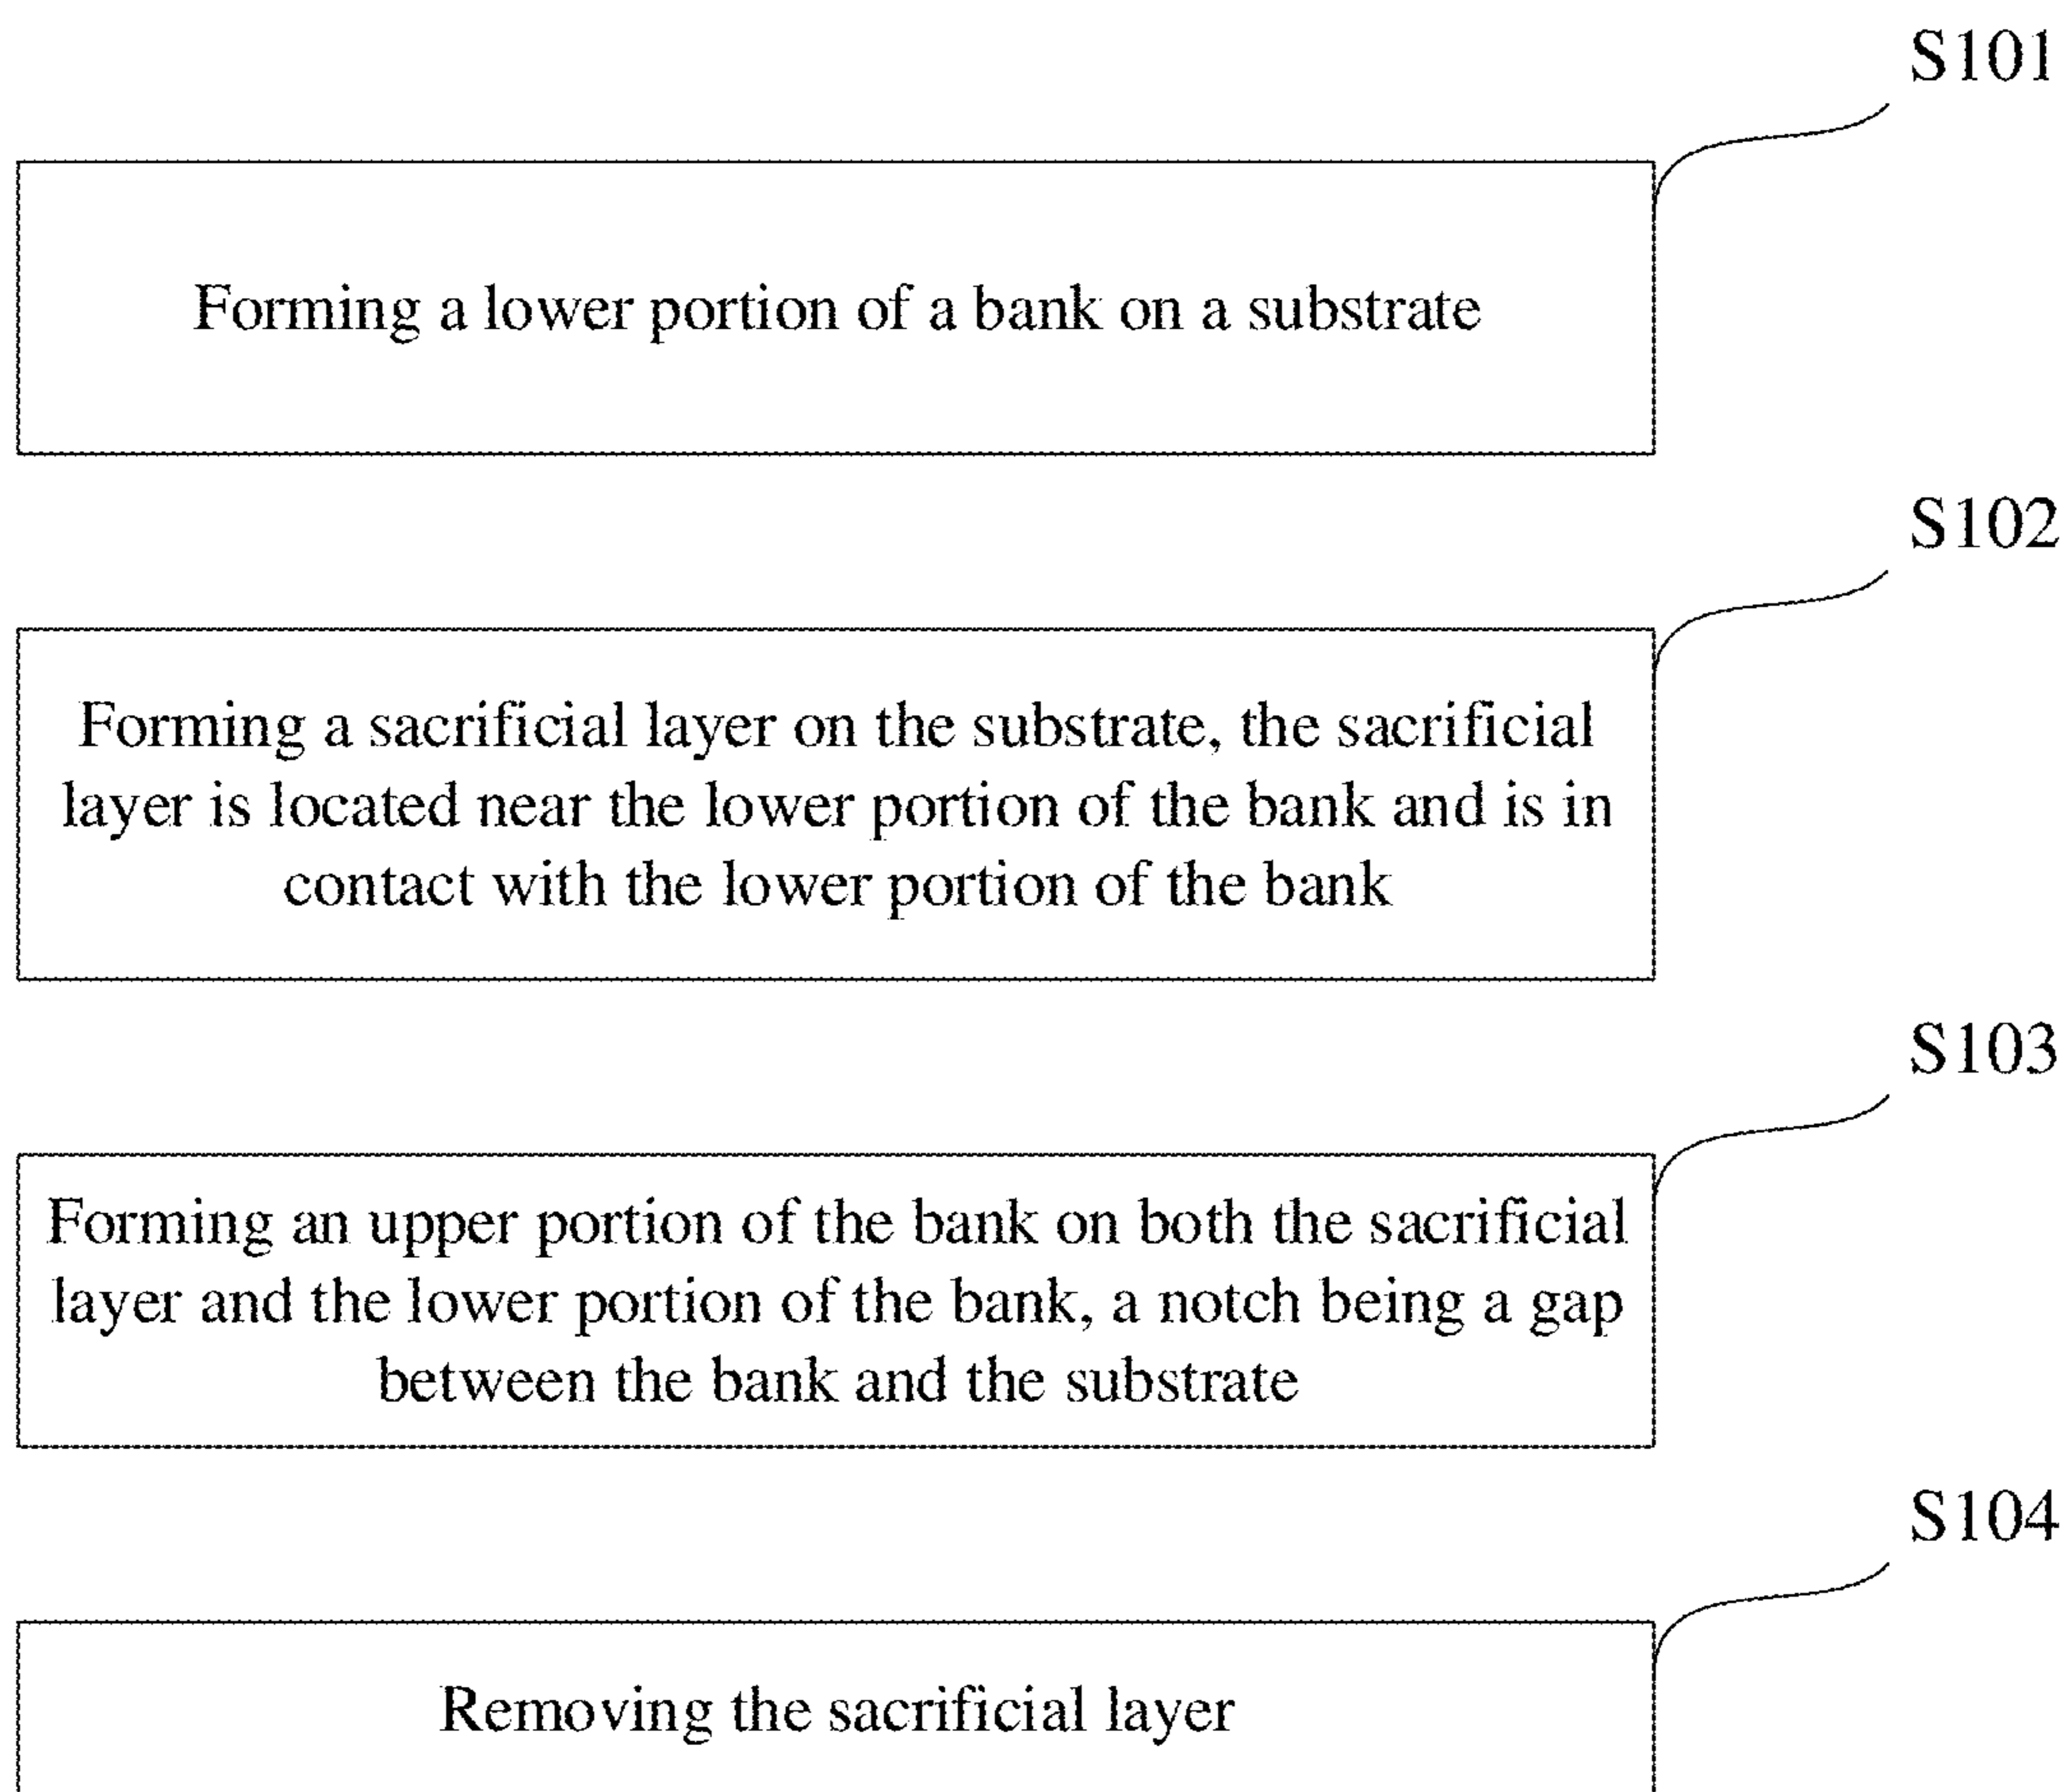 S101
Forming a lower portion of a bank on a substrate
S102
Forming a sacrificial layer on the substrate, the sacrificial
layer is located near the lower portion of the bank and is in
contact with the lower portion of the bank
S103
Forming an upper portion of the bank on both the sacrificial
layer and the lower portion of the bank, a notch being a gap
between the bank and the substrate
S104
Removing the sacrificial layer